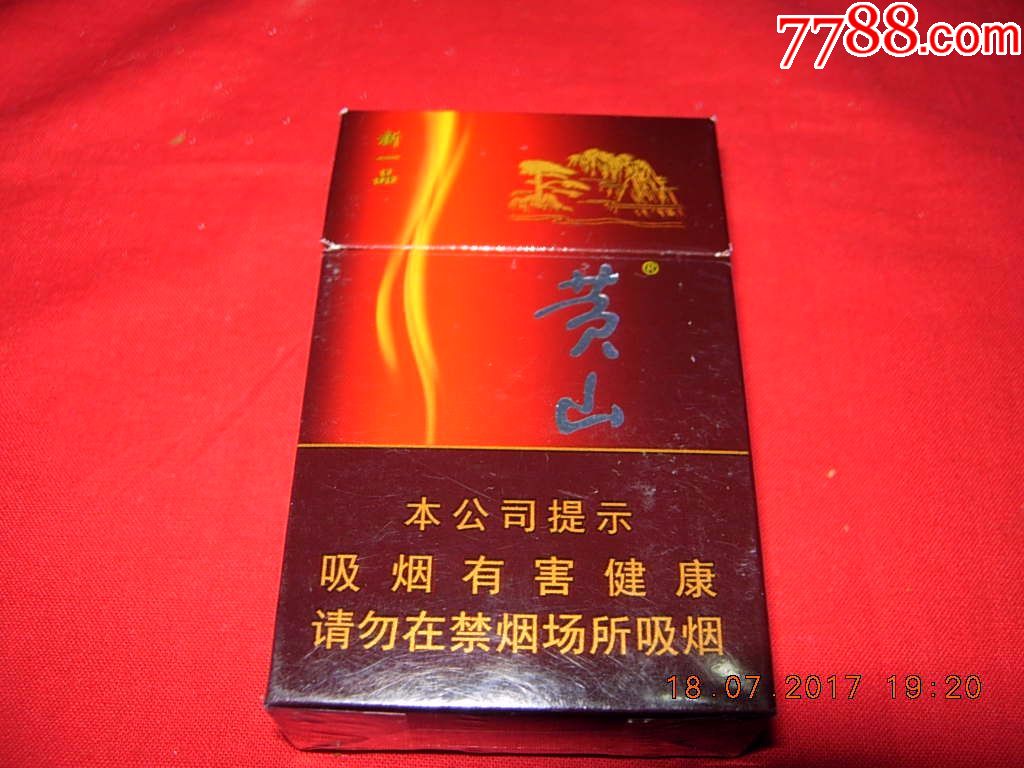 7788.com
新一品
黄山®
本公司提示
吸烟有害健康
请勿在禁烟场所吸烟
18.07.2017 19:20